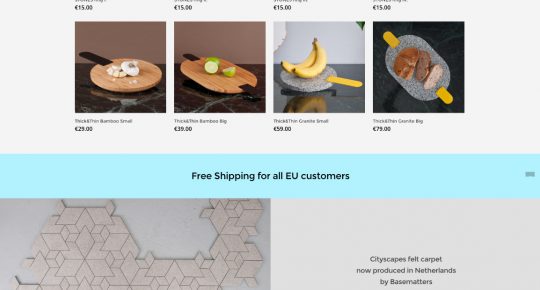 €15.00 €15.00 €15.00 €15.00
Thick&Thin Bamboo Small Thick&Thin Bamboo Big Thick&Thin Granite Small Thick&Thin Granite Big
€29.00 €39.00 €59.00 €79.00
Free Shipping for all EU customers
Cityscapes felt carpet
now produced in Netherlands
by Basematters